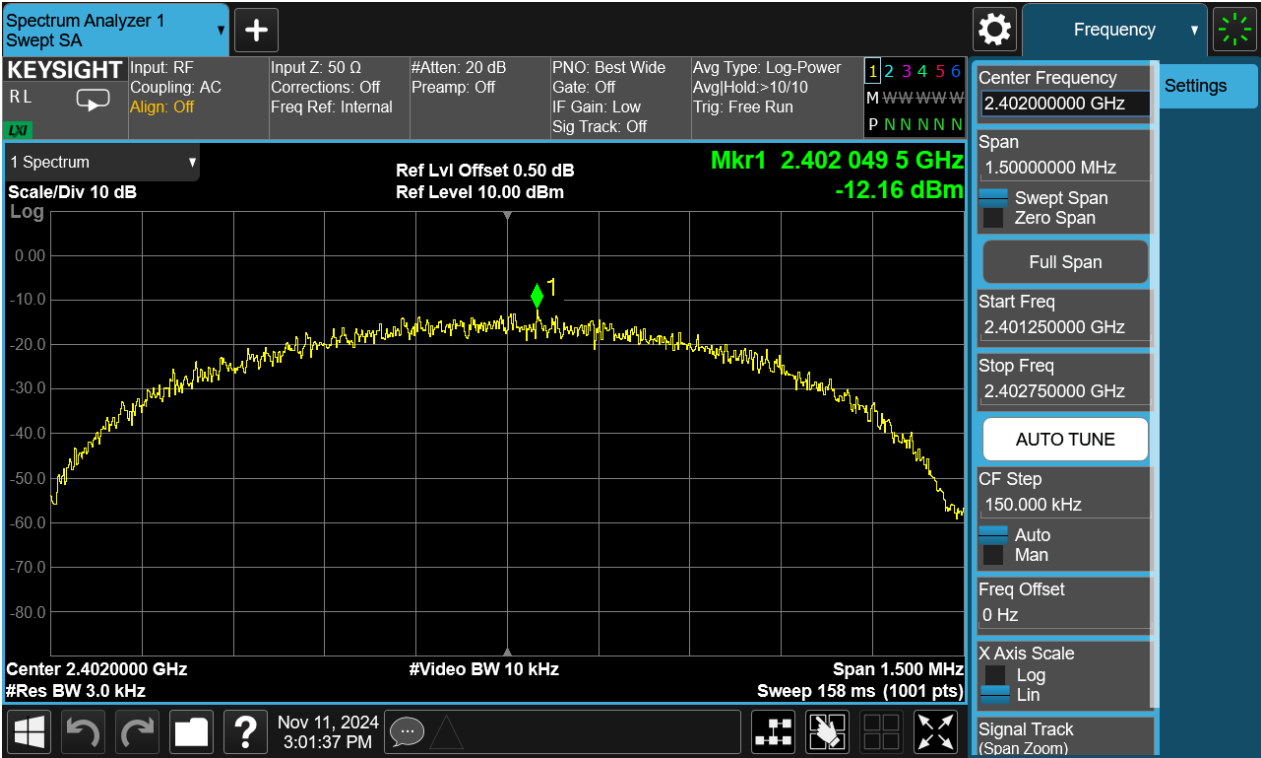 Spectrum Analyzer 1
Swept SA
+
Frequency
KEYSIGHT
R L
LXI
Input: RF
Coupling: AC
Align: Off
Input Z: 50 Ω
Corrections: Off
Freq Ref: Internal
#Atten: 20 dB
Preamp: Off
PNO: Best Wide
Gate: Off
IF Gain: Low
Sig Track: Off
Avg Type: Log-Power
Avg|Hold:>10/10
Trig: Free Run
1 2 3 4 5 6
M W W W W W
P N N N N N
1 Spectrum
Scale/Div 10 dB
Log
Ref Lvl Offset 0.50 dB
Ref Level 10.00 dBm
Mkr1 2.402 049 5 GHz
-12.16 dBm
1
0.00
-10.0
-20.0
-30.0
-40.0
-50.0
-60.0
-70.0
-80.0
Center 2.4020000 GHz
#Video BW 10 kHz
Span 1.500 MHz
#Res BW 3.0 kHz
Sweep 158 ms (1001 pts)
Center Frequency
2.402000000 GHz
Settings
Span
1.50000000 MHz
Swept Span
Zero Span
Full Span
Start Freq
2.401250000 GHz
Stop Freq
2.402750000 GHz
AUTO TUNE
CF Step
150.000 kHz
Auto
Man
Freq Offset
0 Hz
X Axis Scale
Log
Lin
Signal Track
(Span Zoom)
?
Nov 11, 2024
3:01:37 PM